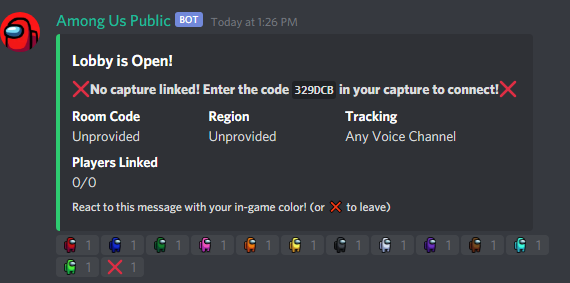 Among Us Public BOT Today at 1:26 PM
Lobby is Open!
❌No capture linked! Enter the code 329DCB in your capture to connect!❌
Room Code Region Tracking
Unprovided Unprovided Any Voice Channel
Players Linked
0/0
React to this message with your in-game color! (or ❌ to leave)
1 1 1 1 1 1 1 1 1 1 1
1 ❌ 1